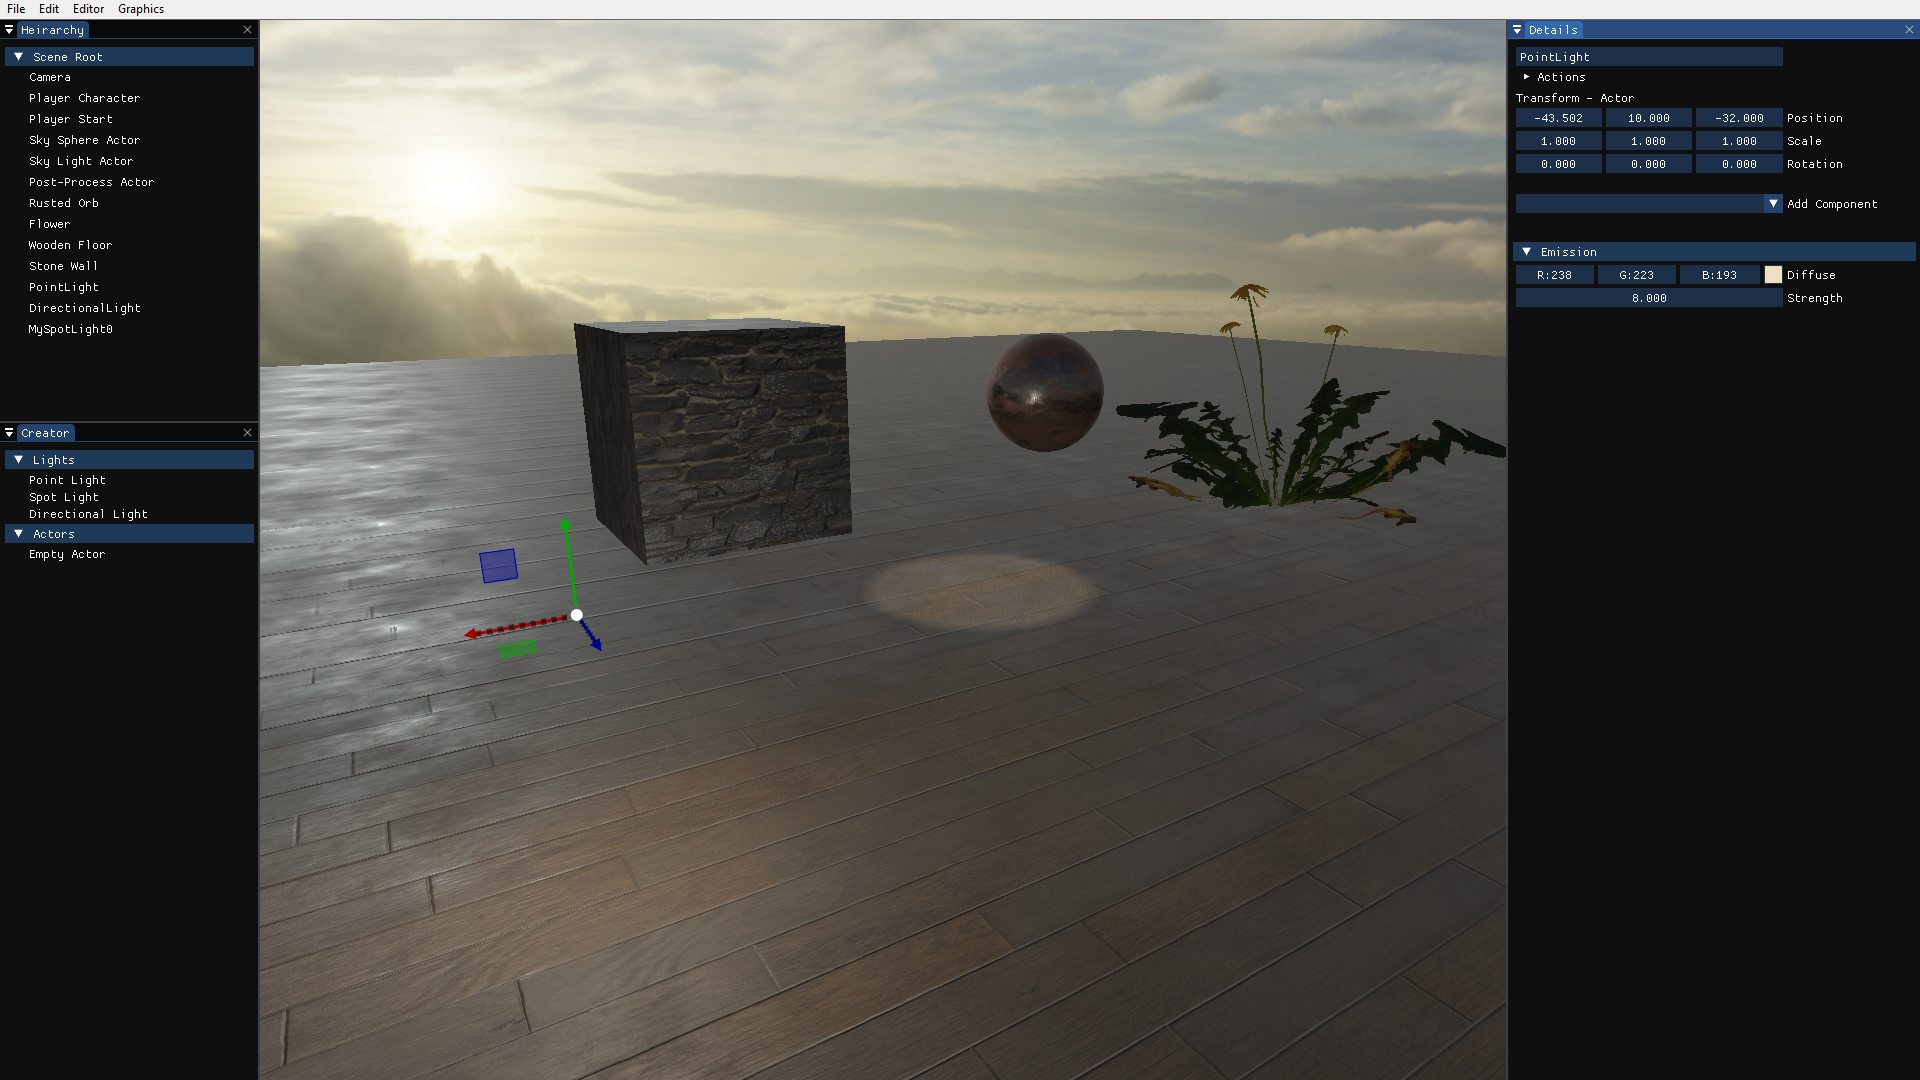 File Edit Editor Graphics
Heirarchy
Scene Root
Camera
Player Character
Player Start
Sky Sphere Actor
Sky Light Actor
Post-Process Actor
Rusted Orb
Flower
Wooden Floor
Stone Wall
PointLight
DirectionalLight
MySpotLight0
Creator
Lights
Point Light
Spot Light
Directional Light
Actors
Empty Actor
Details
PointLight
Actions
Transform - Actor
-43.502 10.000 -32.000 Position
1.000 1.000 1.000 Scale
0.000 0.000 0.000 Rotation
Add Component
Emission
R:238 G:223 B:193 Diffuse
8.000 Strength